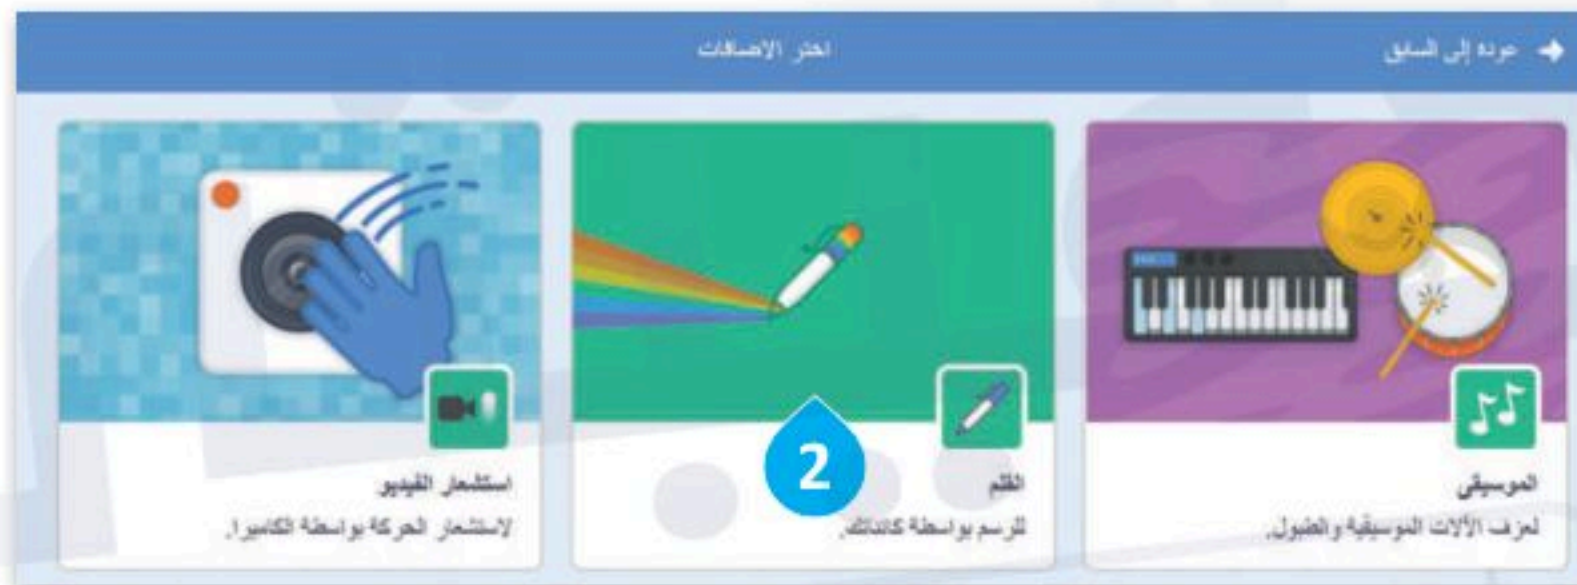 عودة إلى السابق
اختر الإضافات
الموسيقى
لعزف الآلات الموسيقية والطبول.
القلم
للرسم بواسطة كائناتك.
2
استشعار الفيديو
لاستشعار الحركة بواسطة الكاميرا.